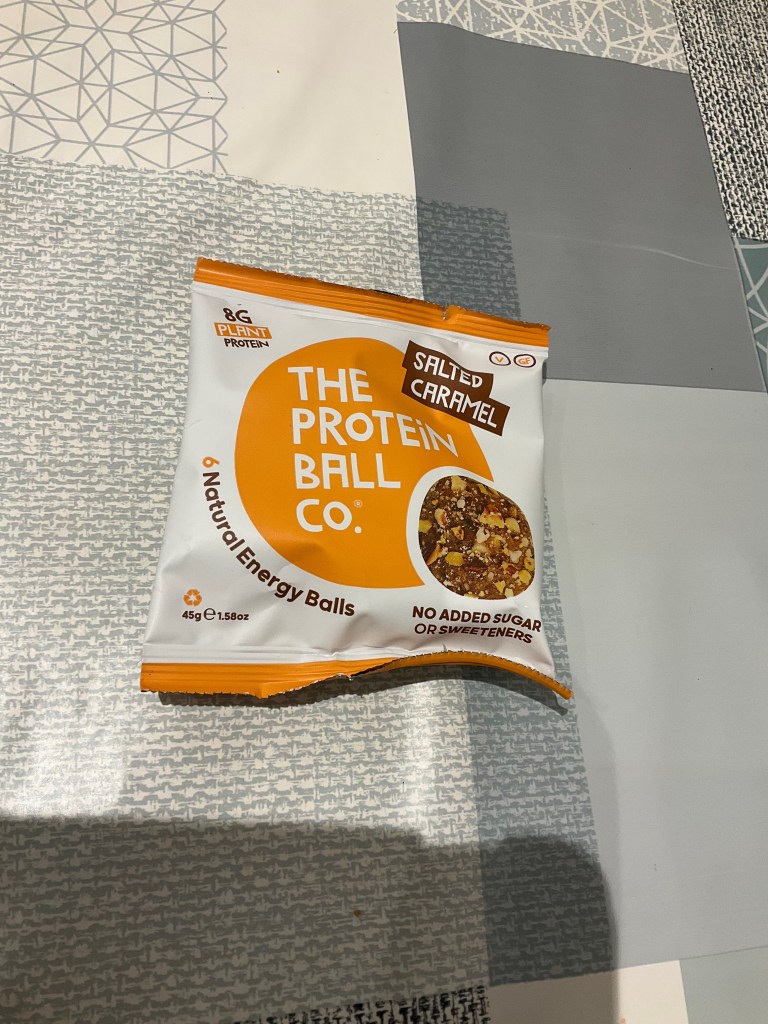 8G
PLANT
PROTEIN
SALTED
CARAMEL
V
GF
THE
PROTEIN
BALL
CO.®
6 Natural Energy Balls
45g ℮ 1.58oz
NO ADDED SUGAR
OR SWEETENERS